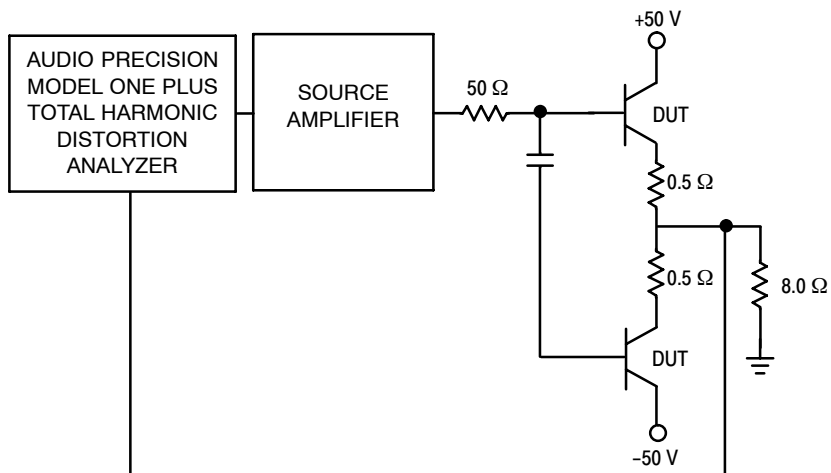 AUDIO PRECISION
MODEL ONE PLUS
TOTAL HARMONIC
DISTORTION
ANALYZER
SOURCE
AMPLIFIER
50 Ω
+50 V
DUT
0.5 Ω
0.5 Ω
8.0 Ω
DUT
−50 V